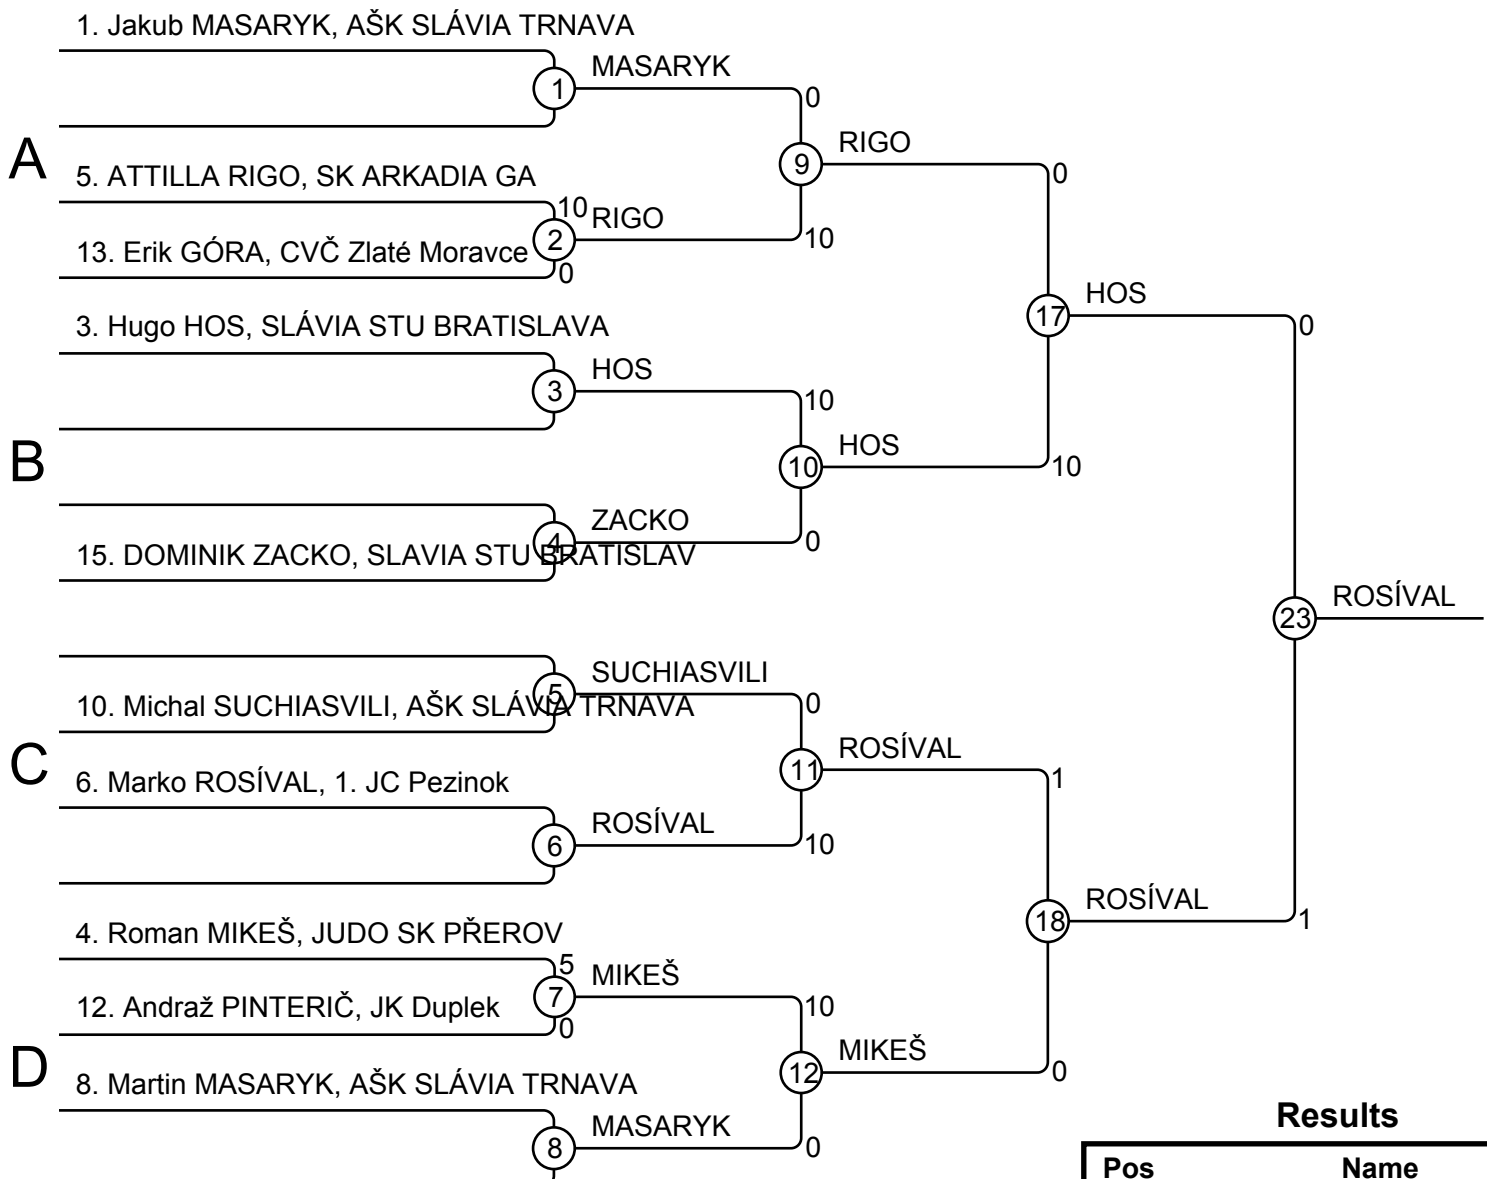 1. Jakub MASARYK, AŠK SLÁVIA TRNAVA
1
MASARYK
0
A
5. ATTILLA RIGO, SK ARKADIA GA
10
2
RIGO
13. Erik GÓRA, CVČ Zlaté Moravce
0
9
RIGO
0
10
3. Hugo HOS, SLÁVIA STU BRATISLAVA
3
HOS
10
17
HOS
0
B
10
HOS
10
4
ZACKO
0
15. DOMINIK ZACKO, SLAVIA STU BRATISLAV
23
ROSÍVAL
5
SUCHIASVILI
0
10. Michal SUCHIASVILI, AŠK SLÁVIA TRNAVA
C
11
ROSÍVAL
1
6. Marko ROSÍVAL, 1. JC Pezinok
6
ROSÍVAL
10
18
ROSÍVAL
1
4. Roman MIKEŠ, JUDO SK PŘEROV
5
7
MIKEŠ
10
12. Andraž PINTERIČ, JK Duplek
0
D
12
MIKEŠ
0
8. Martin MASARYK, AŠK SLÁVIA TRNAVA
8
MASARYK
0
Results
Pos Name